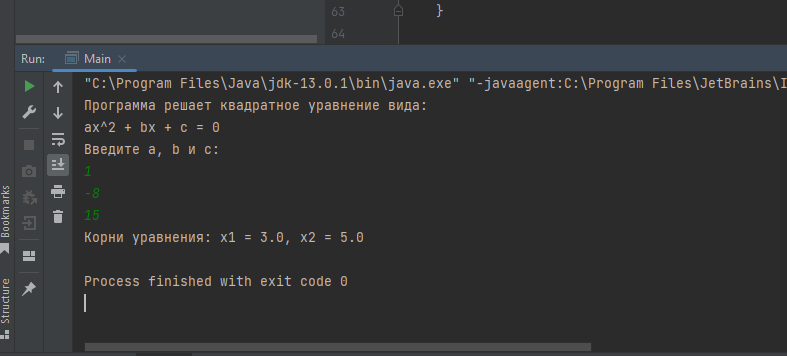 63 }
64
Run: Main
"C:\Program Files\Java\jdk-13.0.1\bin\java.exe" "-javaagent:C:\Program Files\JetBrains\I
Программа решает квадратное уравнение вида:
ax^2 + bx + c = 0
Введите a, b и c:
1
-8
15
Корни уравнения: x1 = 3.0, x2 = 5.0
Process finished with exit code 0
Bookmarks
Structure